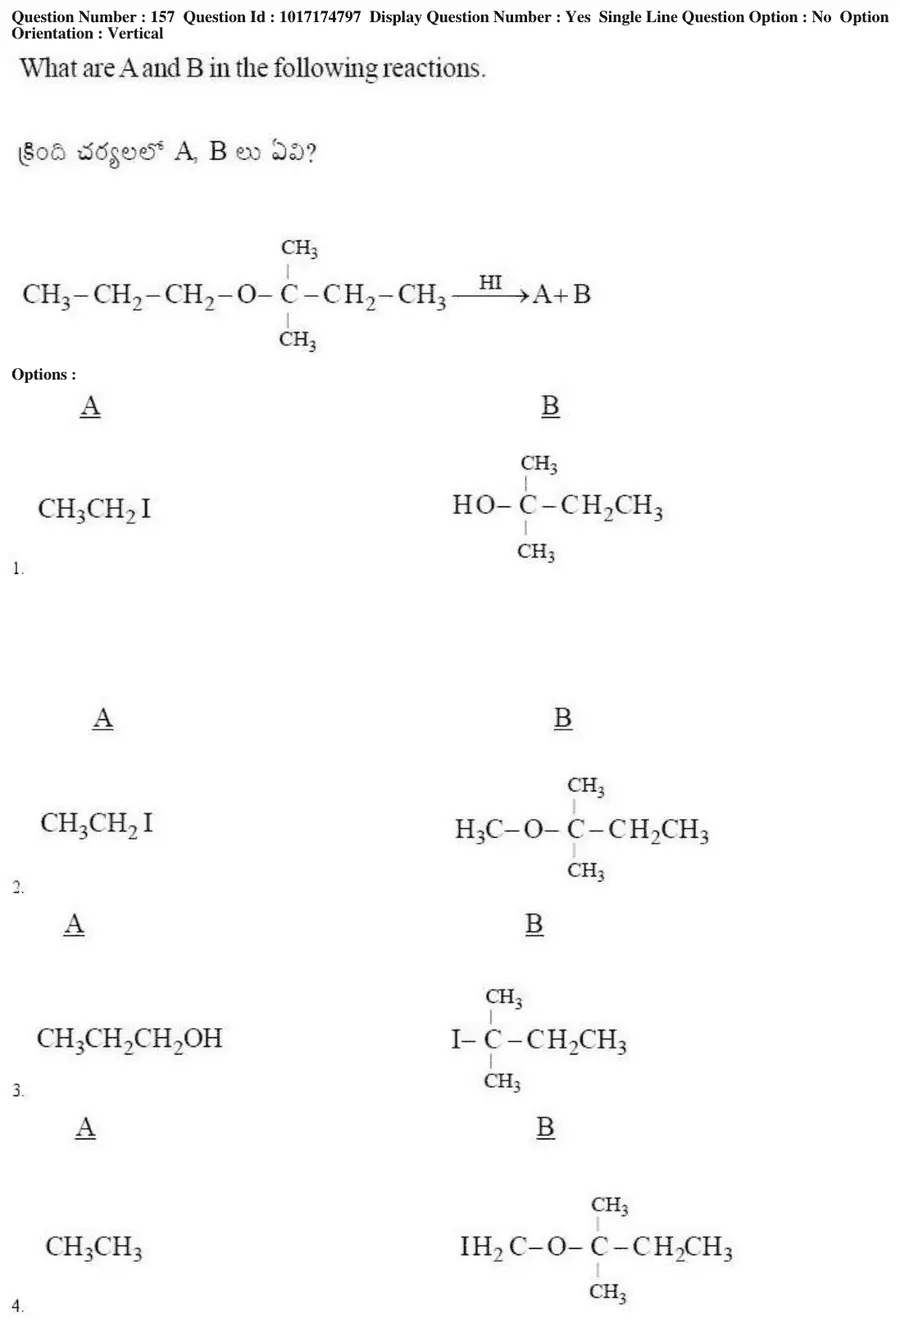 Question Number : 157 Question Id : 1017174797 Display Question Number : Yes Single Line Question Option : No Option
Orientation : Vertical
What are A and B in the following reactions.
క్రింది చర్యలలో A, B లు ఏవి?
CH₃
|
CH₃–CH₂–CH₂–O–C–CH₂–CH₃ —HI→ A+B
|
CH₃
Options :
A B
CH₃
|
CH₃CH₂I HO–C–CH₂CH₃
|
CH₃
1.
A B
CH₃
|
CH₃CH₂I H₃C–O–C–CH₂CH₃
|
CH₃
2.
A B
CH₃
|
CH₃CH₂CH₂OH I–C–CH₂CH₃
|
CH₃
3.
A B
CH₃
|
CH₃CH₃ IH₂C–O–C–CH₂CH₃
|
CH₃
4.